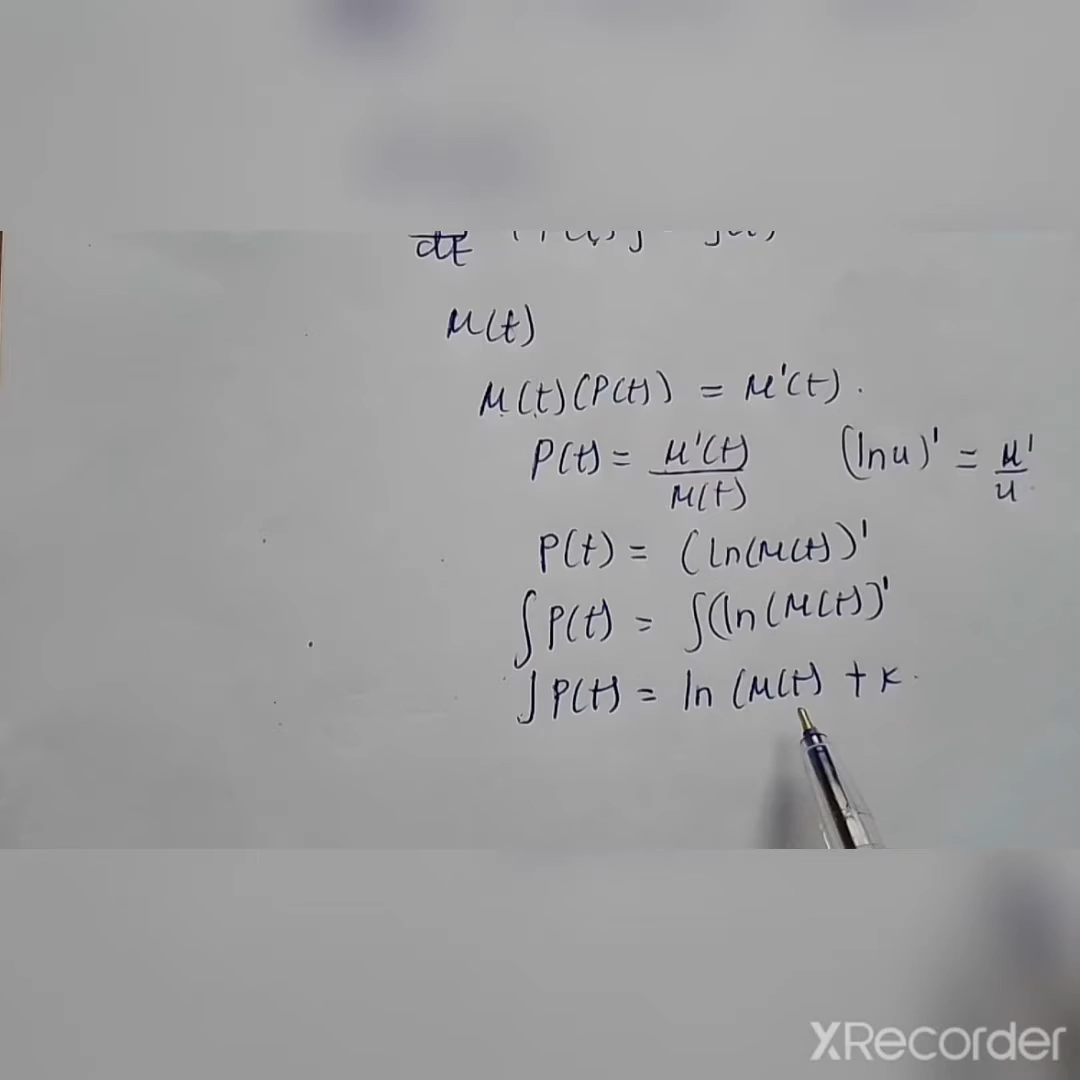 μ(t)
μ(t)(P(t)) = μ'(t).
P(t) = μ'(t)/μ(t) (ln u)' = u'/u
P(t) = (ln(μ(t))'
∫P(t) = ∫(ln(μ(t))'
∫P(t) = ln (μ(t) + k.
XRecorder